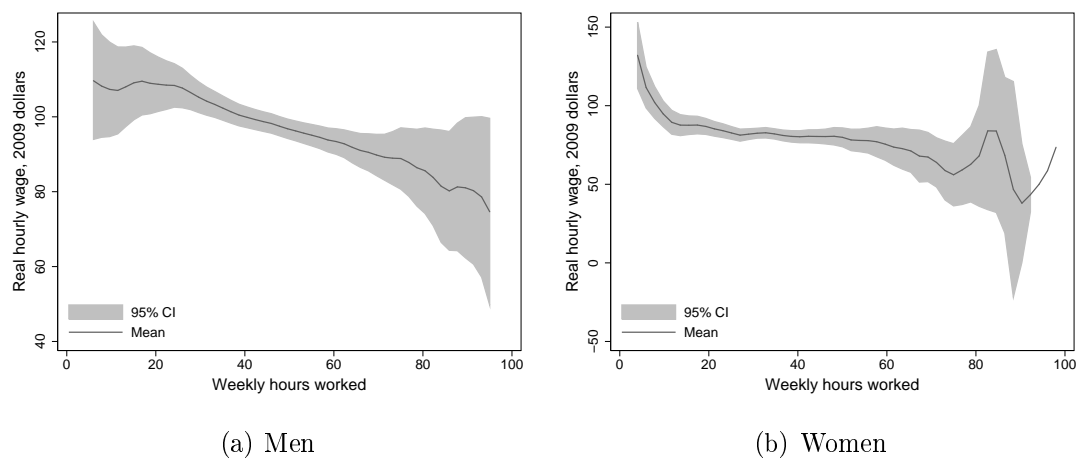 Real hourly wage, 2009 dollars
120
100
80
60
40
95% CI
Mean
0 20 40 60 80 100
Weekly hours worked
(a) Men
Real hourly wage, 2009 dollars
150
100
50
0
−50
95% CI
Mean
0 20 40 60 80 100
Weekly hours worked
(b) Women